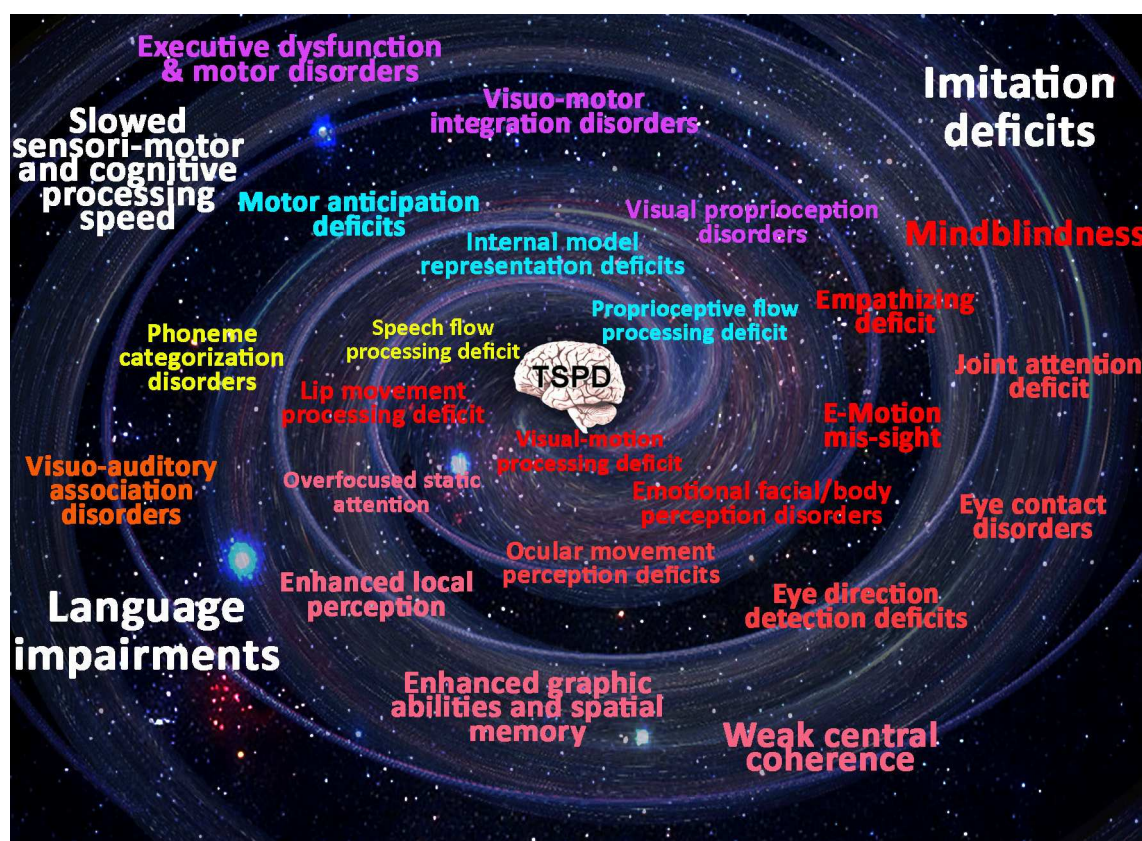 Executive dysfunction
& motor disorders
Imitation
deficits
Visuo-motor
integration disorders
Slowed
sensori-motor
and cognitive
processing
speed
Motor anticipation
deficits
Visual proprioception
disorders
Mindblindness
Internal model
representation deficits
Empathizing
deficit
Proprioceptive flow
processing deficit
Speech flow
processing deficit
Phoneme
categorization
disorders
Joint attention
deficit
TSPD
Lip movement
processing deficit
E-Motion
mis-sight
Visual-motion
processing deficit
Visuo-auditory
association
disorders
Overfocused static
attention
Emotional facial/body
perception disorders
Eye contact
disorders
Ocular movement
perception deficits
Enhanced local
perception
Eye direction
detection deficits
Language
impairments
Enhanced graphic
abilities and spatial
memory
Weak central
coherence